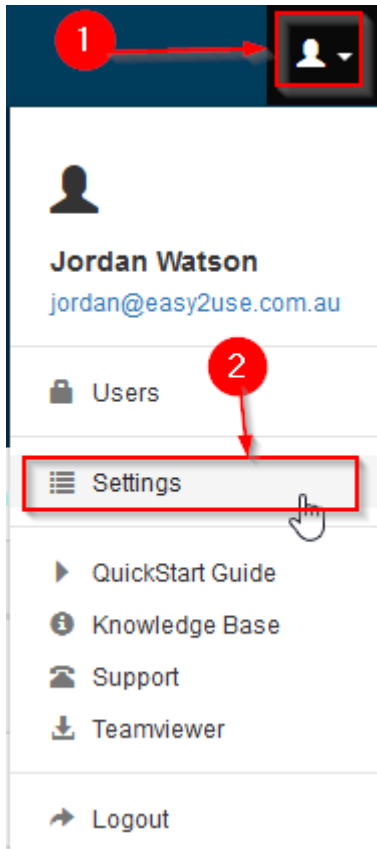 1
Jordan Watson
jordan@easy2use.com.au
2
Users
Settings
QuickStart Guide
Knowledge Base
Support
Teamviewer
Logout